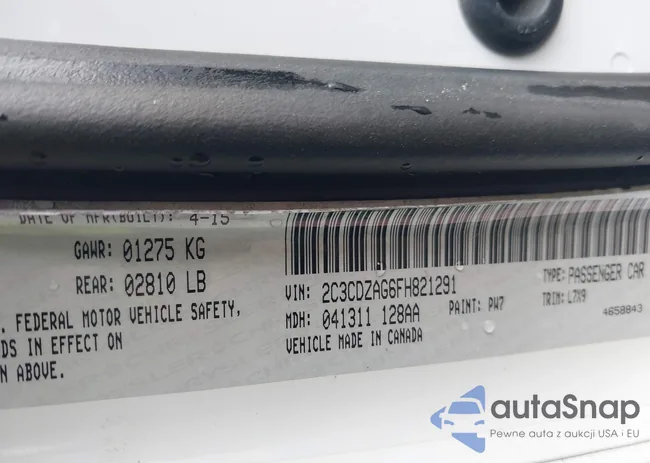 DATE OF MFR(BGILT): 4-15
GAWR: 01275 KG
REAR: 02810 LB
. FEDERAL MOTOR VEHICLE SAFETY,
DS IN EFFECT ON
N ABOVE.
VIN: 2C3CDZAG6FH821291
TYPE: PASSENGER CAR
MDH: 041311 128AA
PAINT: PW7
TRIM: L7X9
VEHICLE MADE IN CANADA
4658843
autaSnap
Pewne auta z aukcji USA i EU